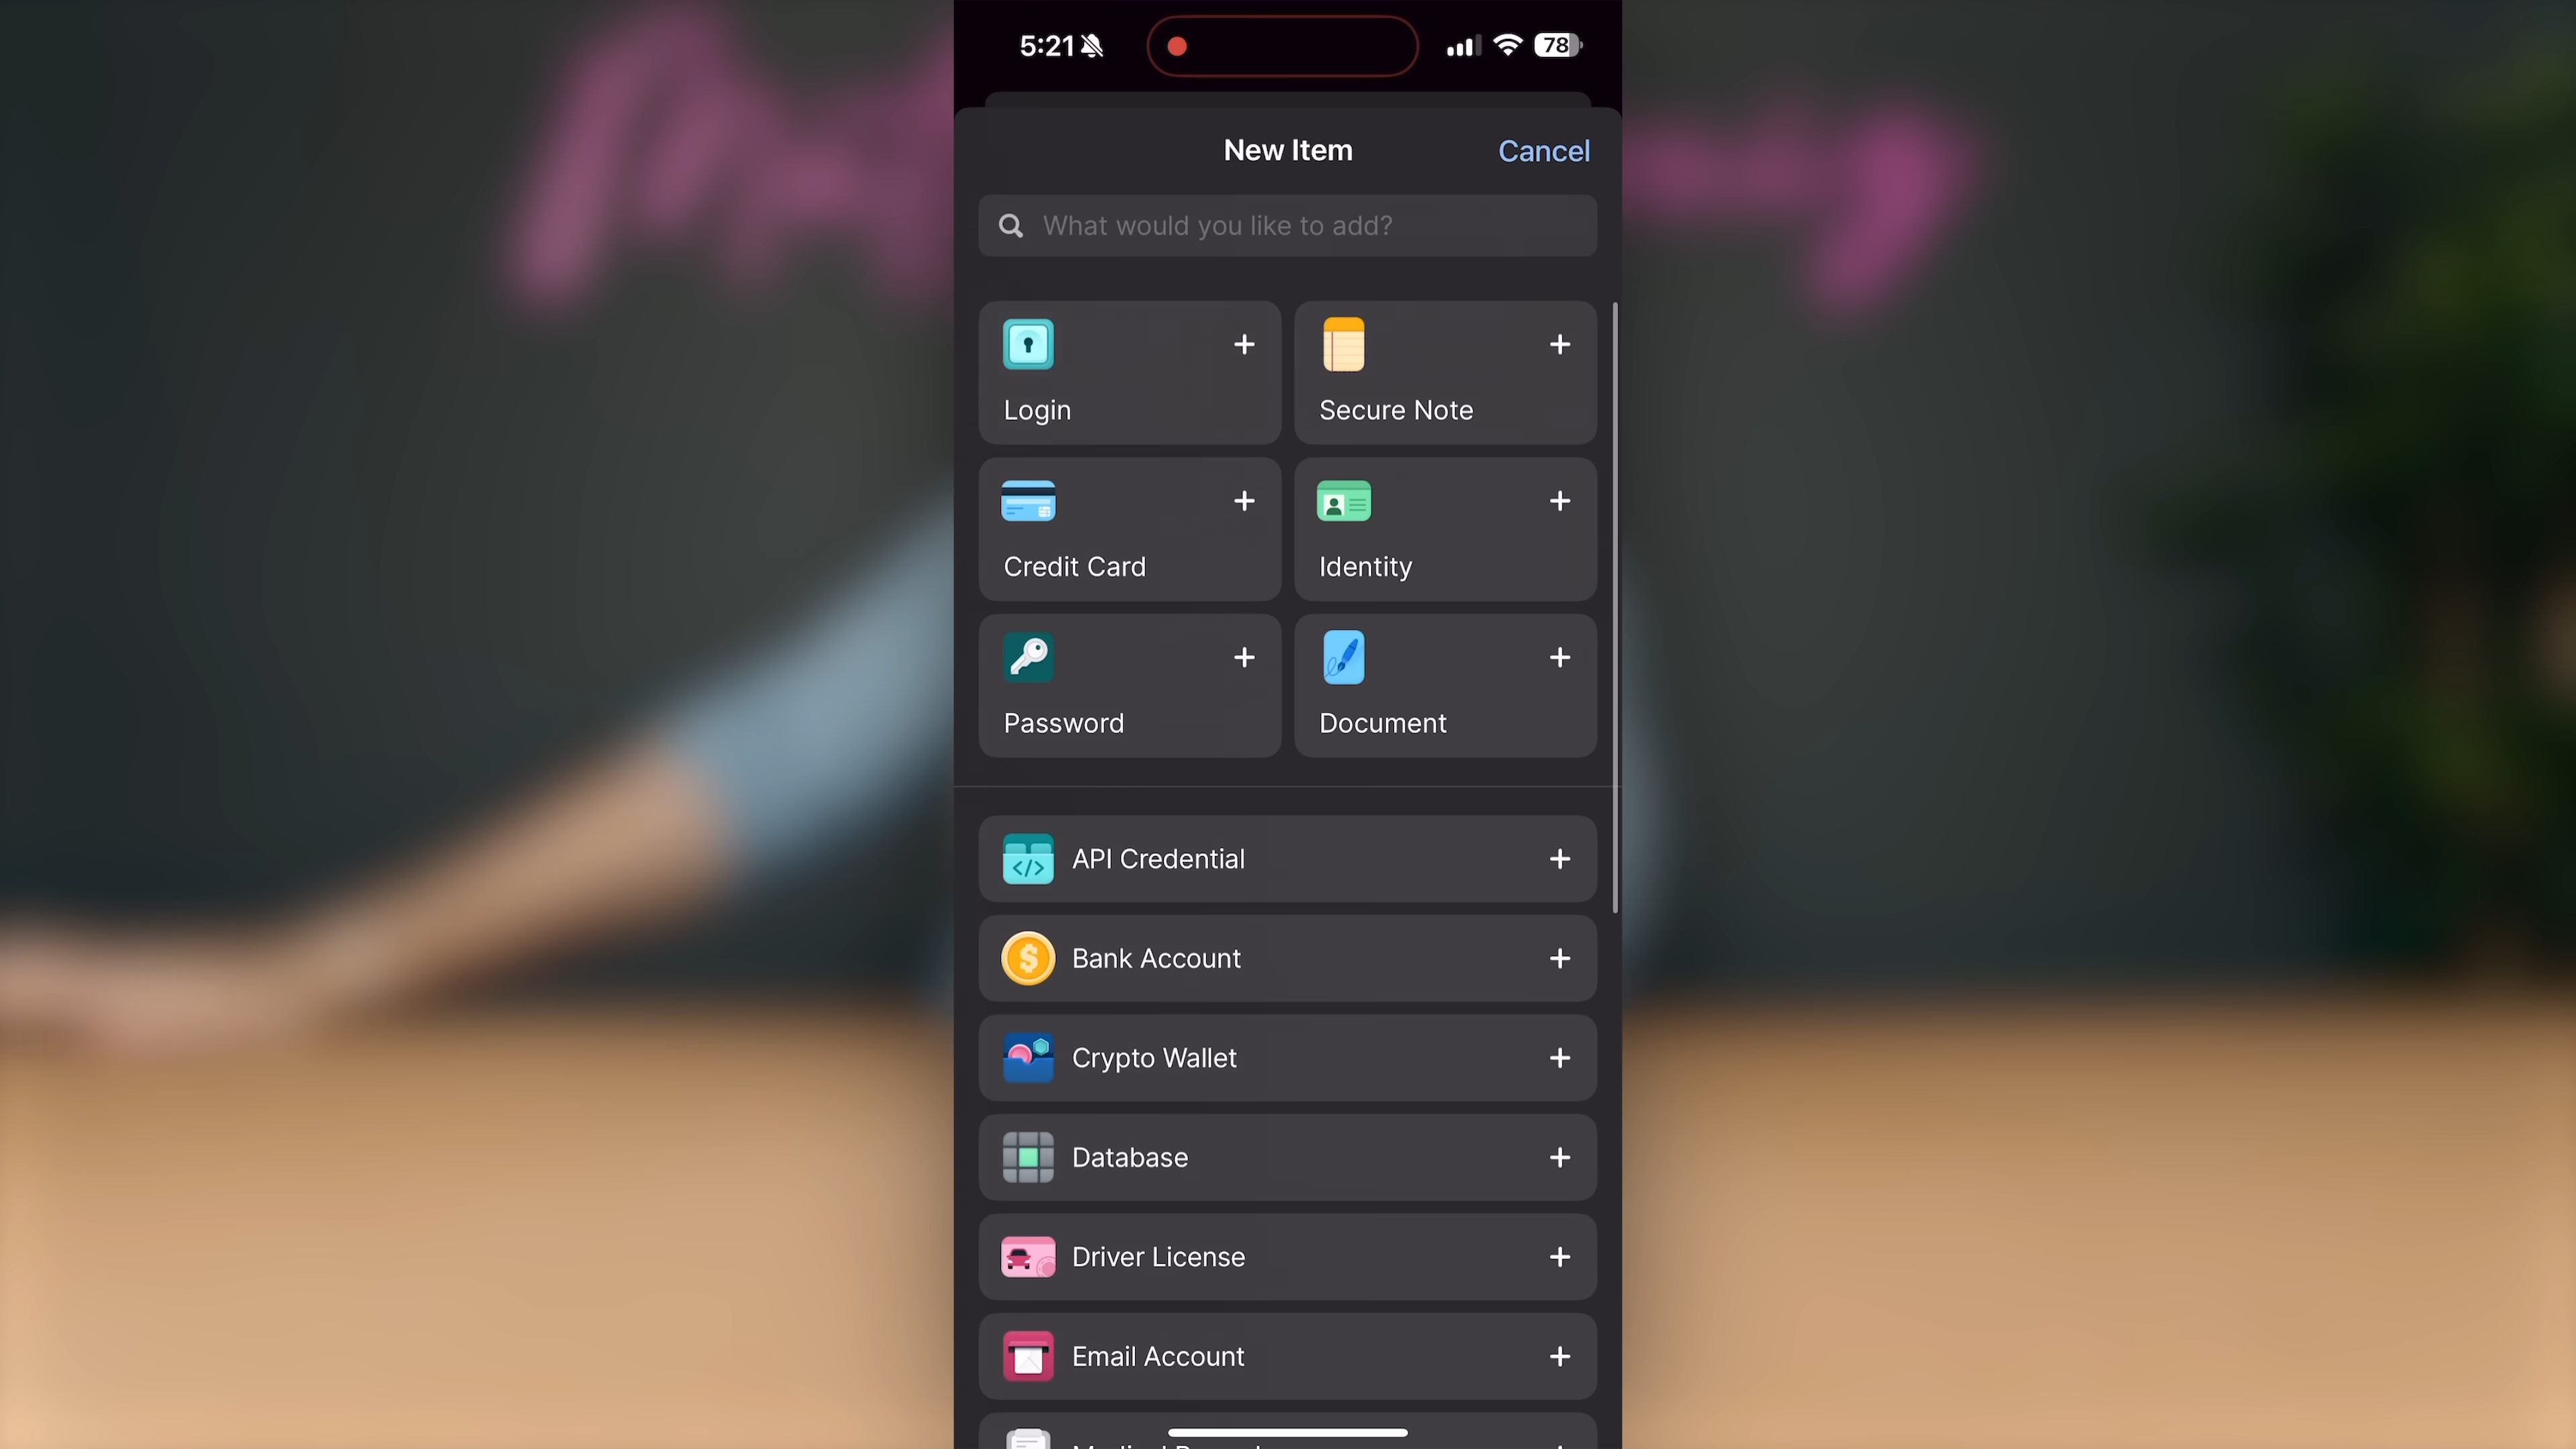 5:21
78
New Item
Cancel
What would you like to add?
Login
Secure Note
Credit Card
Identity
Password
Document
API Credential
Bank Account
Crypto Wallet
Database
Driver License
Email Account